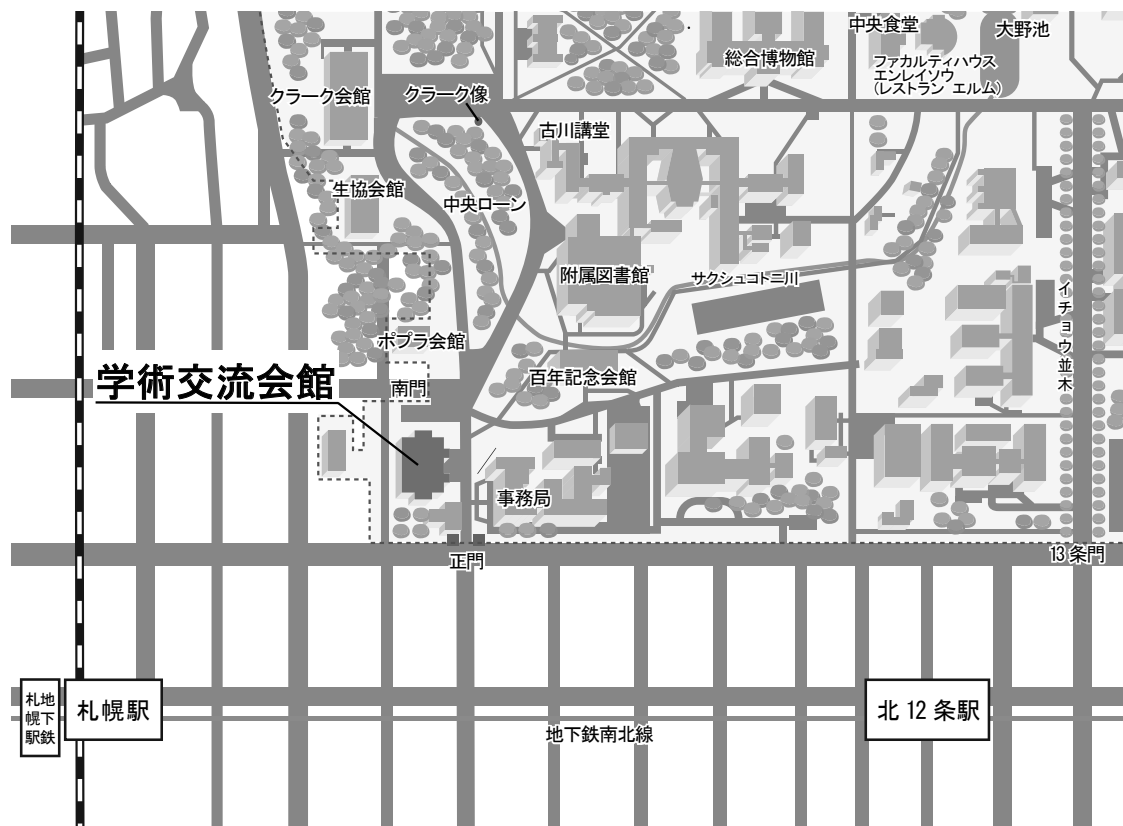 中央食堂
大野池
総合博物館
ファカルティハウス
エンレイソウ
(レストラン エルム)
クラーク会館
クラーク像
古川講堂
生協会館
中央ローン
附属図書館
サクシュコトニ川
イチョウ並木
ポプラ会館
学術交流会館
南門
百年記念会館
事務局
正門
13条門
地下鉄
札幌駅
札幌駅
北12条駅
地下鉄南北線